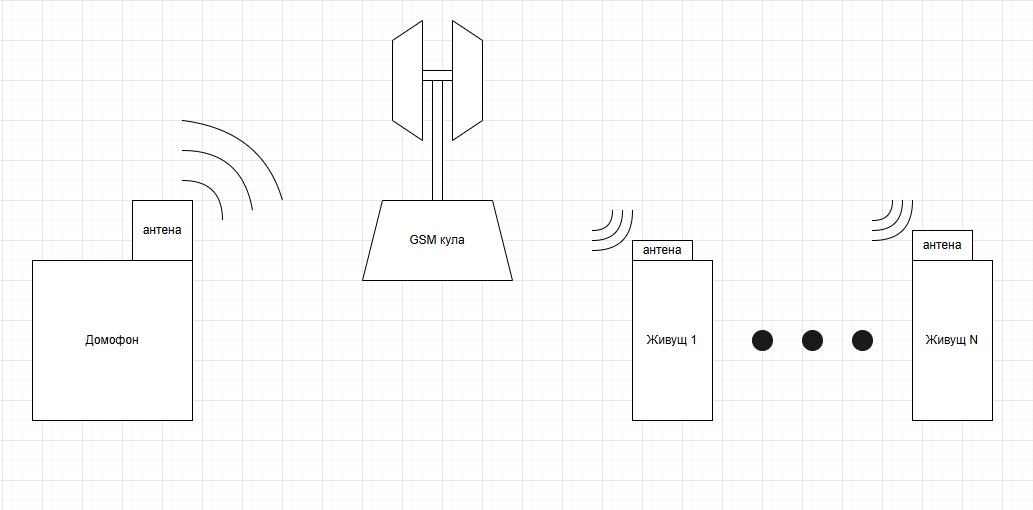 антена
GSM кула
антена
антена
Домофон
Живущ 1
Живущ N